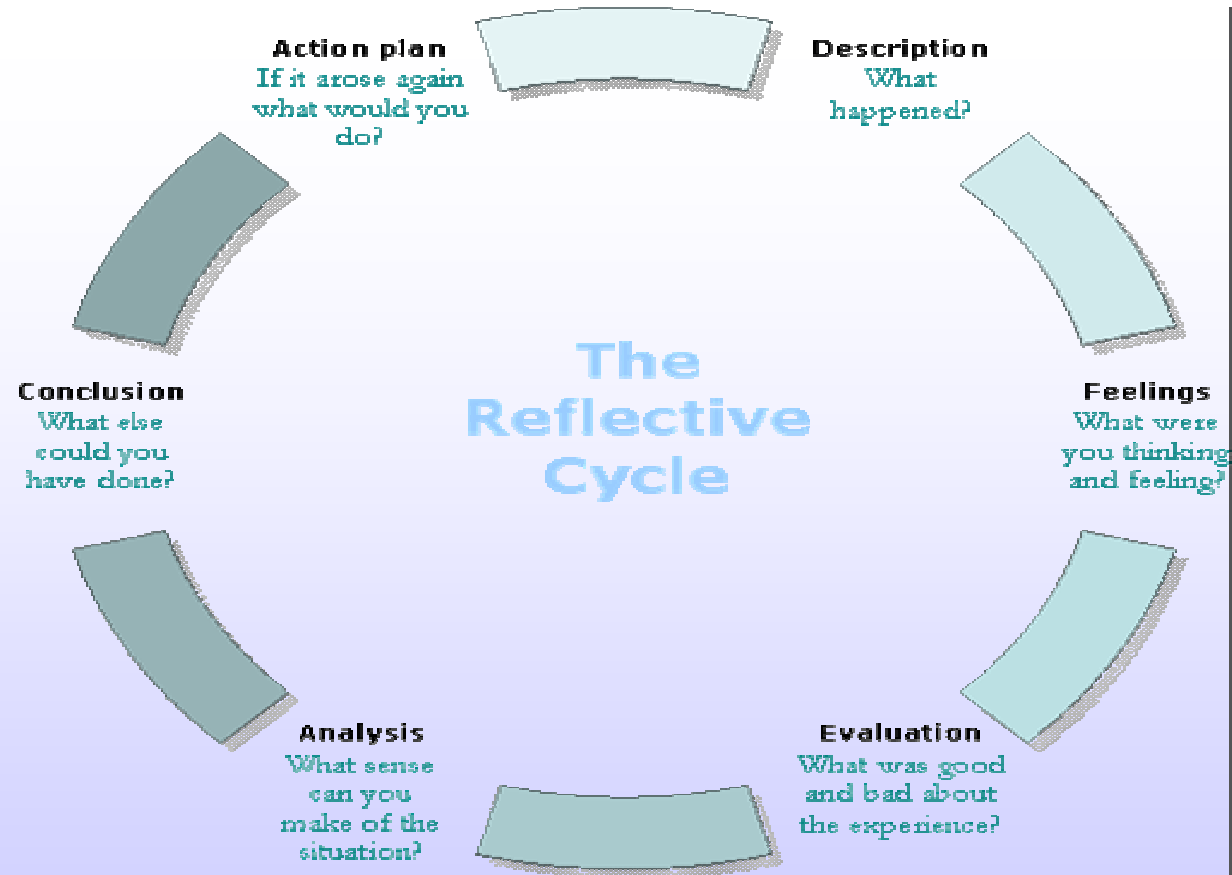 Action plan
If it arose again
what would you
do?
Description
What
happened?
Feelings
What were
you thinking
and feeling?
Evaluation
What was good
and bad about
the experience?
Analysis
What sense
can you
make of the
situation?
Conclusion
What else
could you
have done?
The
Reflective
Cycle